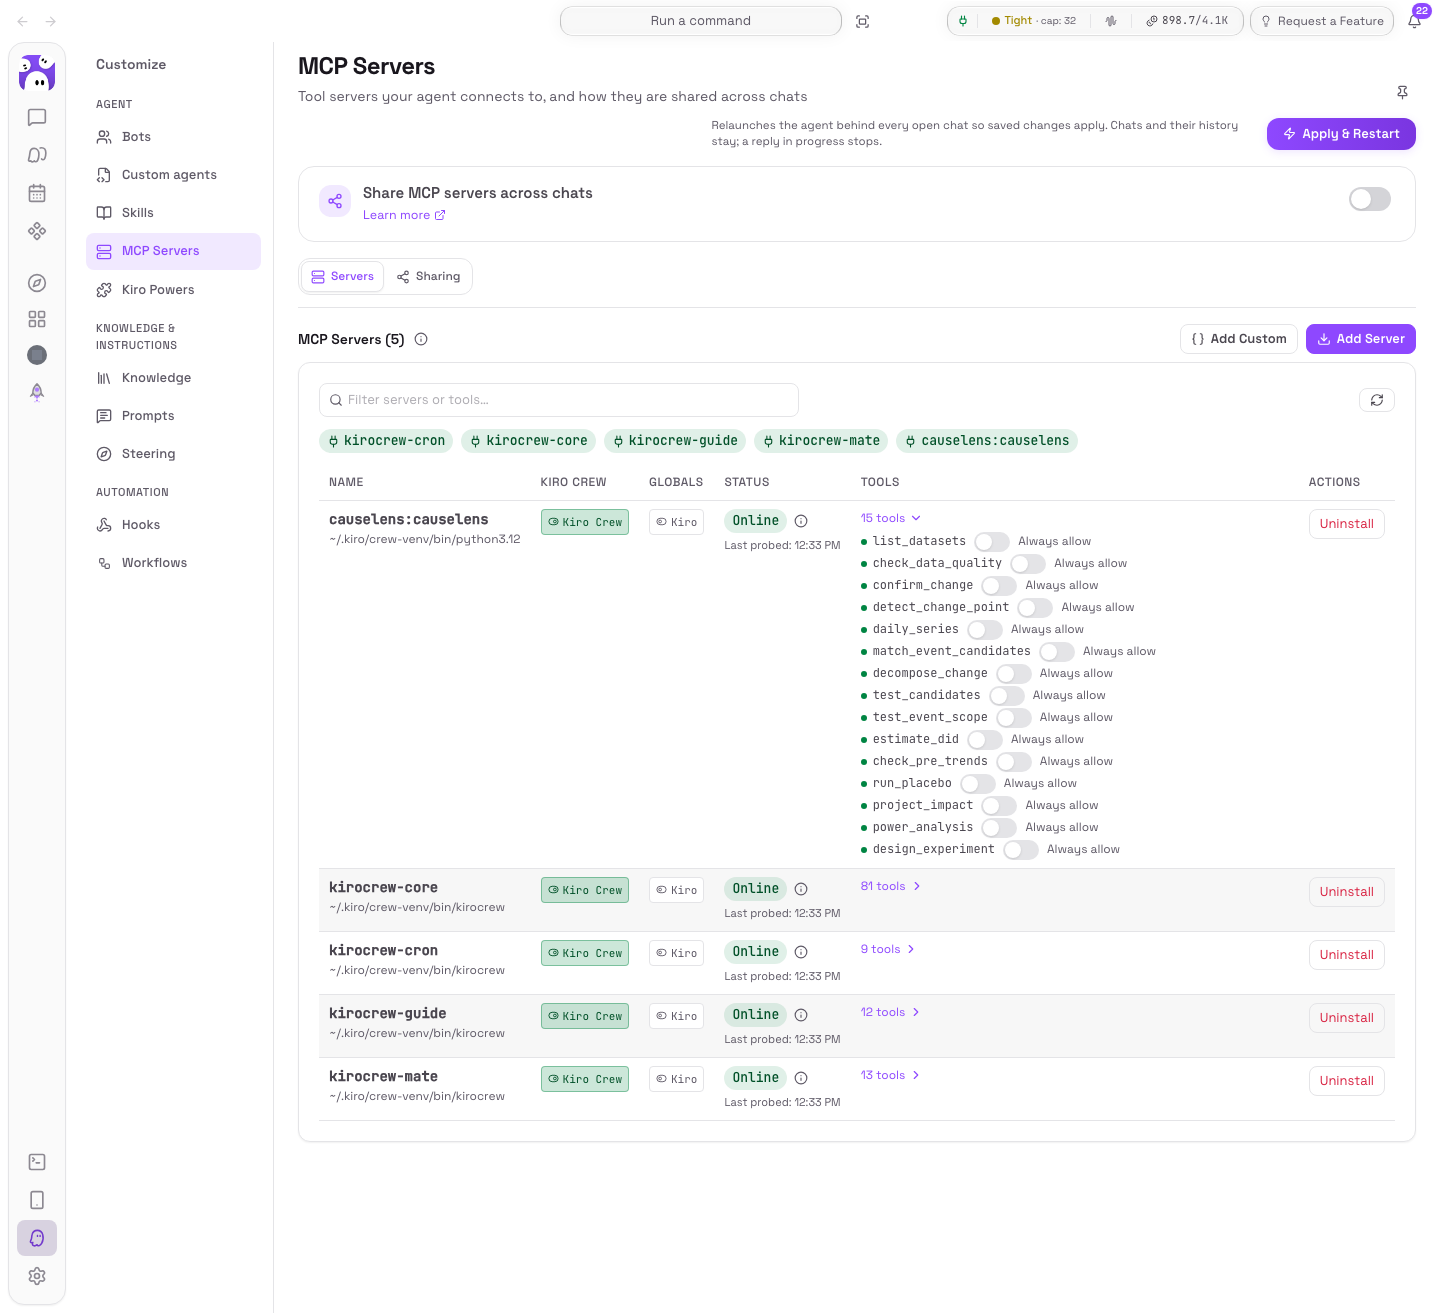 Run a command
Tight · cap: 32
898.7/4.1K
Request a Feature
22
Customize
AGENT
Bots
Custom agents
Skills
MCP Servers
Kiro Powers
KNOWLEDGE &
INSTRUCTIONS
Knowledge
Prompts
Steering
AUTOMATION
Hooks
Workflows
MCP Servers
Tool servers your agent connects to, and how they are shared across chats
Relaunches the agent behind every open chat so saved changes apply. Chats and their history
stay; a reply in progress stops.
Apply & Restart
Share MCP servers across chats
Learn more
Servers
Sharing
MCP Servers (5)
{ } Add Custom
Add Server
Filter servers or tools...
kirocrew-cron
kirocrew-core
kirocrew-guide
kirocrew-mate
causelens:causelens
NAME KIRO CREW GLOBALS STATUS TOOLS ACTIONS
causelens:causelens Kiro Crew Kiro Online 15 tools Uninstall
~/.kiro/crew-venv/bin/python3.12 Last probed: 12:33 PM
list_datasets Always allow
check_data_quality Always allow
confirm_change Always allow
detect_change_point Always allow
daily_series Always allow
match_event_candidates Always allow
decompose_change Always allow
test_candidates Always allow
test_event_scope Always allow
estimate_did Always allow
check_pre_trends Always allow
run_placebo Always allow
project_impact Always allow
power_analysis Always allow
design_experiment Always allow
kirocrew-core Kiro Crew Kiro Online 81 tools Uninstall
~/.kiro/crew-venv/bin/kirocrew Last probed: 12:33 PM
kirocrew-cron Kiro Crew Kiro Online 9 tools Uninstall
~/.kiro/crew-venv/bin/kirocrew Last probed: 12:33 PM
kirocrew-guide Kiro Crew Kiro Online 12 tools Uninstall
~/.kiro/crew-venv/bin/kirocrew Last probed: 12:33 PM
kirocrew-mate Kiro Crew Kiro Online 13 tools Uninstall
~/.kiro/crew-venv/bin/kirocrew Last probed: 12:33 PM